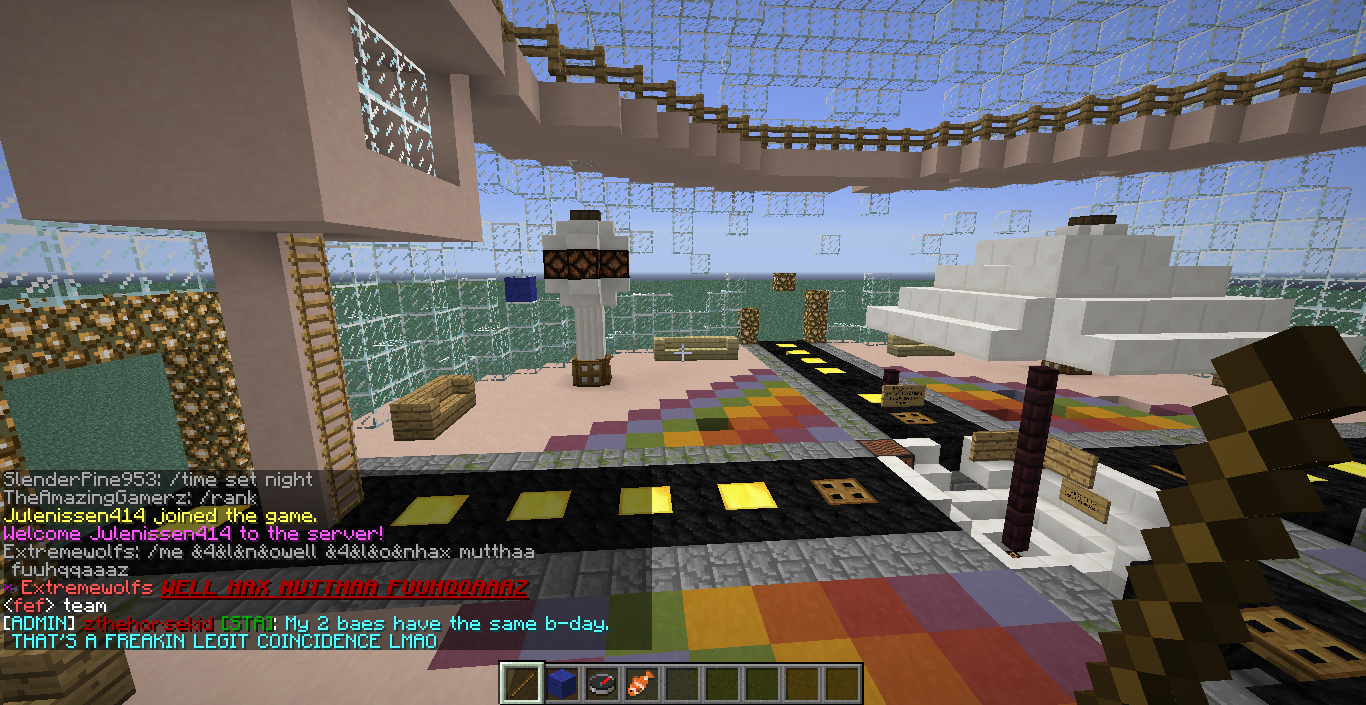 SlenderPine953: /time set night
TheAmazingGamerz: /rank
Julenissen414 joined the game.
Welcome Julenissen414 to the server!
Extremewolfs: /me &4&l&n&owell &4&l&o&nhax mutthaa
fuuhqqaaaz
* Extremewolfs WELL HAX MUTTHAA FUUHQQAAAZ
<fef> team
[ADMIN] zthehorsekid [STA]: My 2 baes have the same b-day.
THAT'S A FREAKIN LEGIT COINCIDENCE LMAO